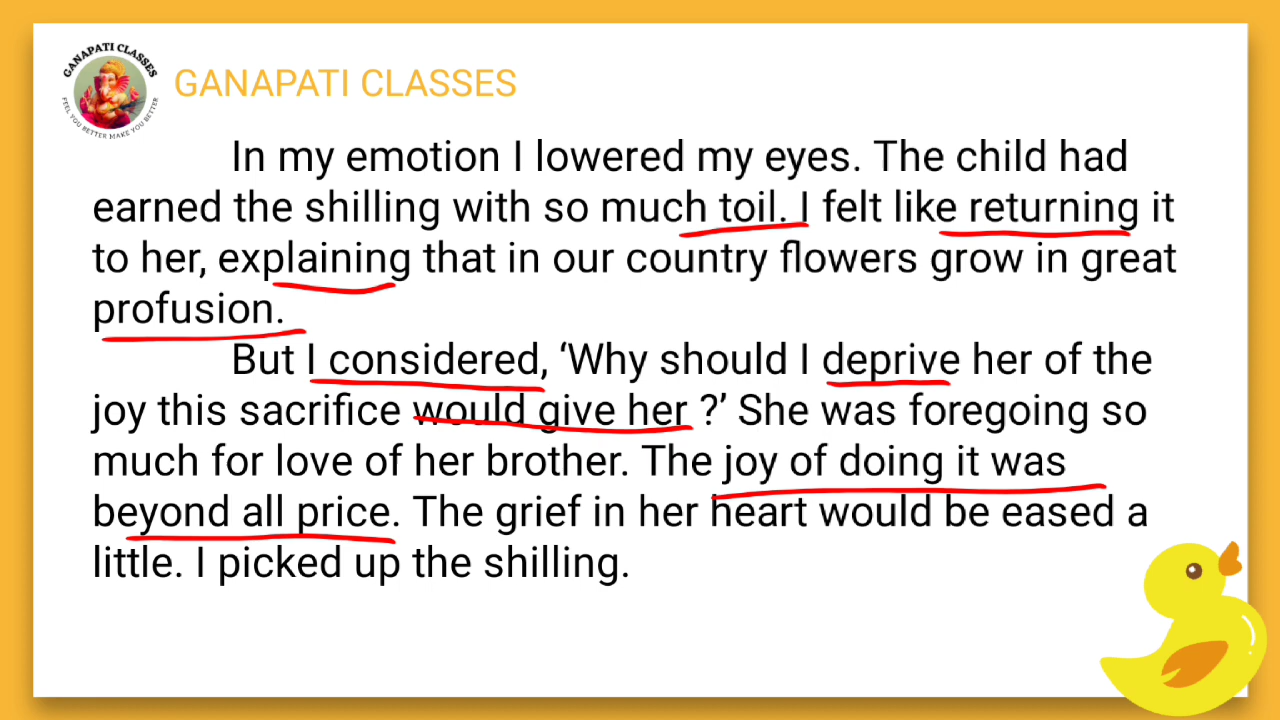 GANAPATI CLASSES
FEEL YOU BETTER MAKE YOU BETTER
GANAPATI CLASSES
In my emotion I lowered my eyes. The child had
earned the shilling with so much toil. I felt like returning it
to her, explaining that in our country flowers grow in great
profusion.
But I considered, ‘Why should I deprive her of the
joy this sacrifice would give her ?’ She was foregoing so
much for love of her brother. The joy of doing it was
beyond all price. The grief in her heart would be eased a
little. I picked up the shilling.